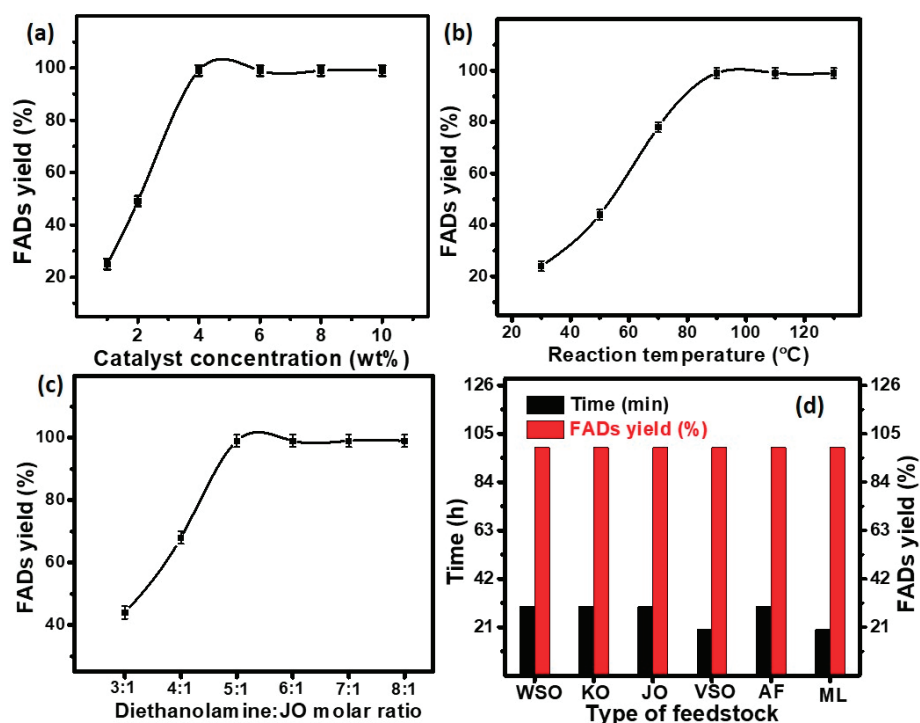 (a)
FADs yield (%)
100
80
60
40
20
2 4 6 8 10
Catalyst concentration (wt%)
(b)
FADs yield (%)
100
80
60
40
20
20 40 60 80 100 120
Reaction temperature (°C)
(c)
FADs yield (%)
100
80
60
40
3:1 4:1 5:1 6:1 7:1 8:1
Diethanolamine:JO molar ratio
(d)
Time (min)
FADs yield (%)
Time (h)
126
105
84
63
42
21
FADs yield (%)
126
105
84
63
42
21
WSO KO JO VSO AF ML
Type of feedstock